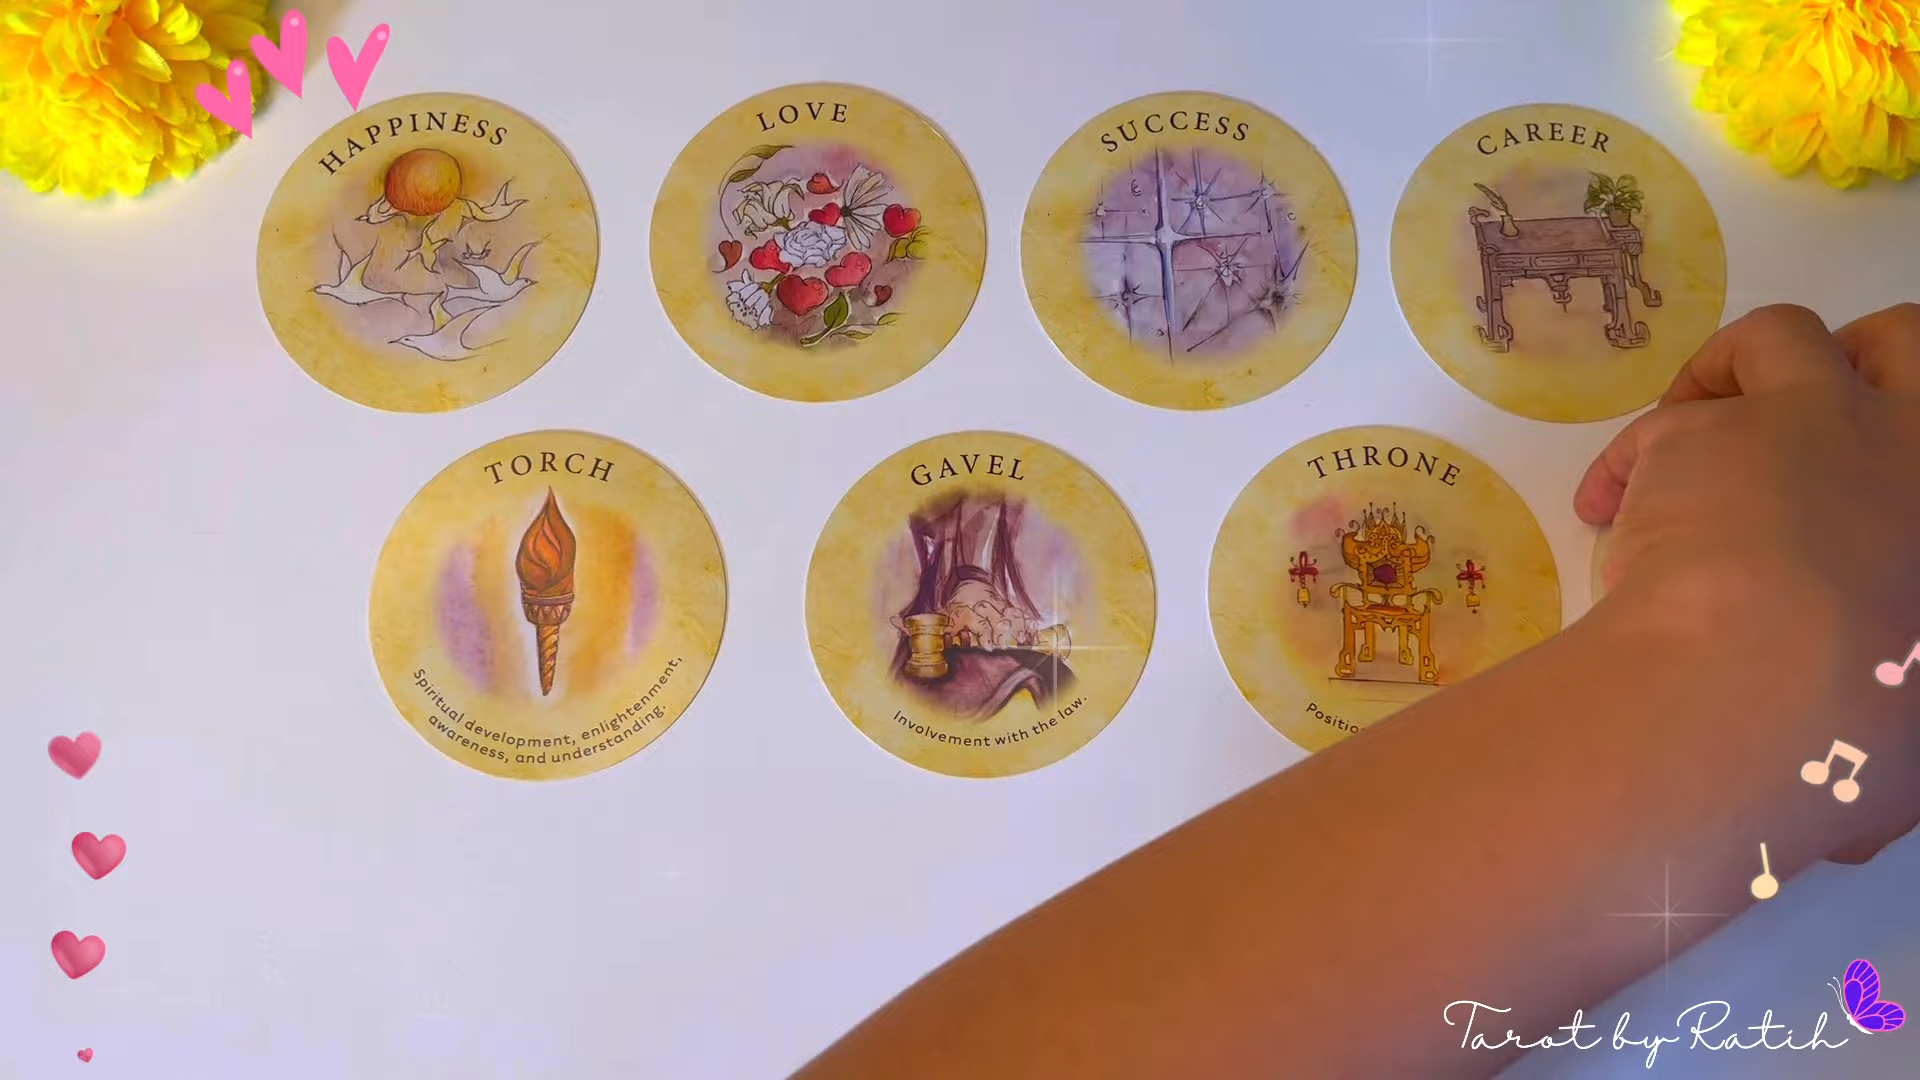 HAPPINESS
LOVE
SUCCESS
CAREER
TORCH
Spiritual development, enlightenment,
awareness, and understanding.
GAVEL
Involvement with the law.
THRONE
Tarot by Ratih